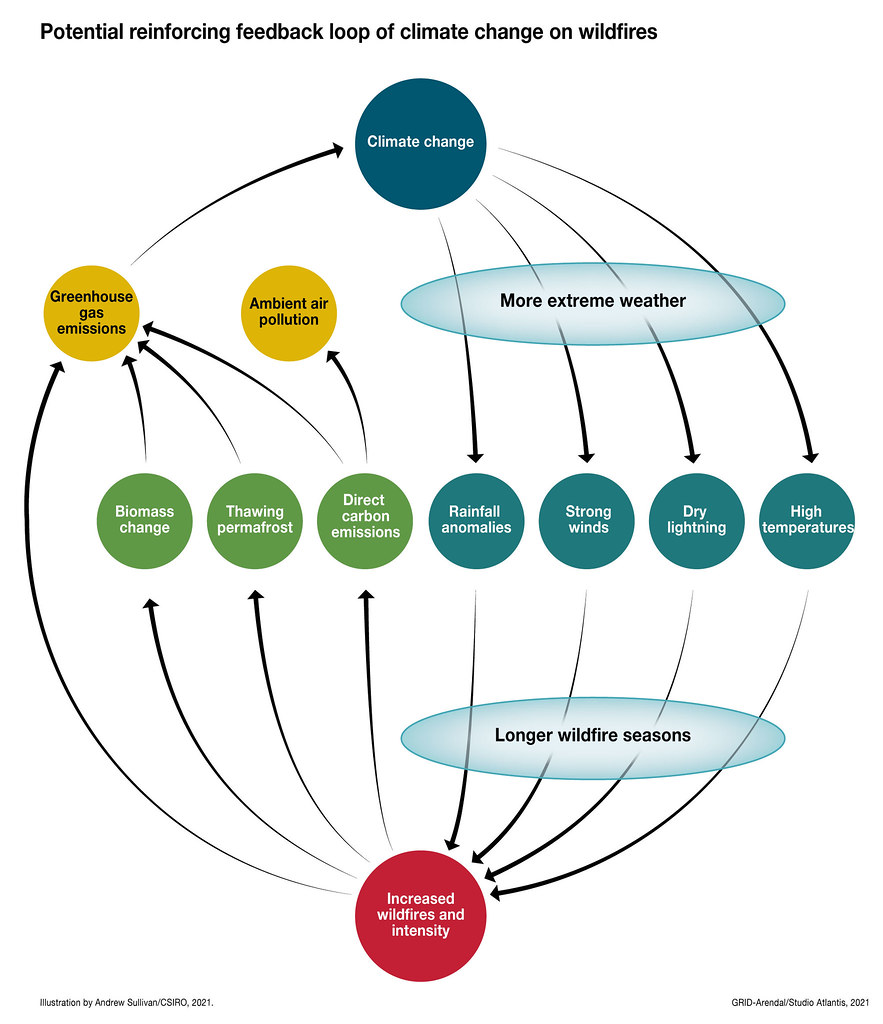 Potential reinforcing feedback loop of climate change on wildfires
Climate change
Greenhouse
gas
emissions
Ambient air
pollution
More extreme weather
Biomass
change
Thawing
permafrost
Direct
carbon
emissions
Rainfall
anomalies
Strong
winds
Dry
lightning
High
temperatures
Longer wildfire seasons
Increased
wildfires and
intensity
Illustration by Andrew Sullivan/CSIRO, 2021.
GRID-Arendal/Studio Atlantis, 2021